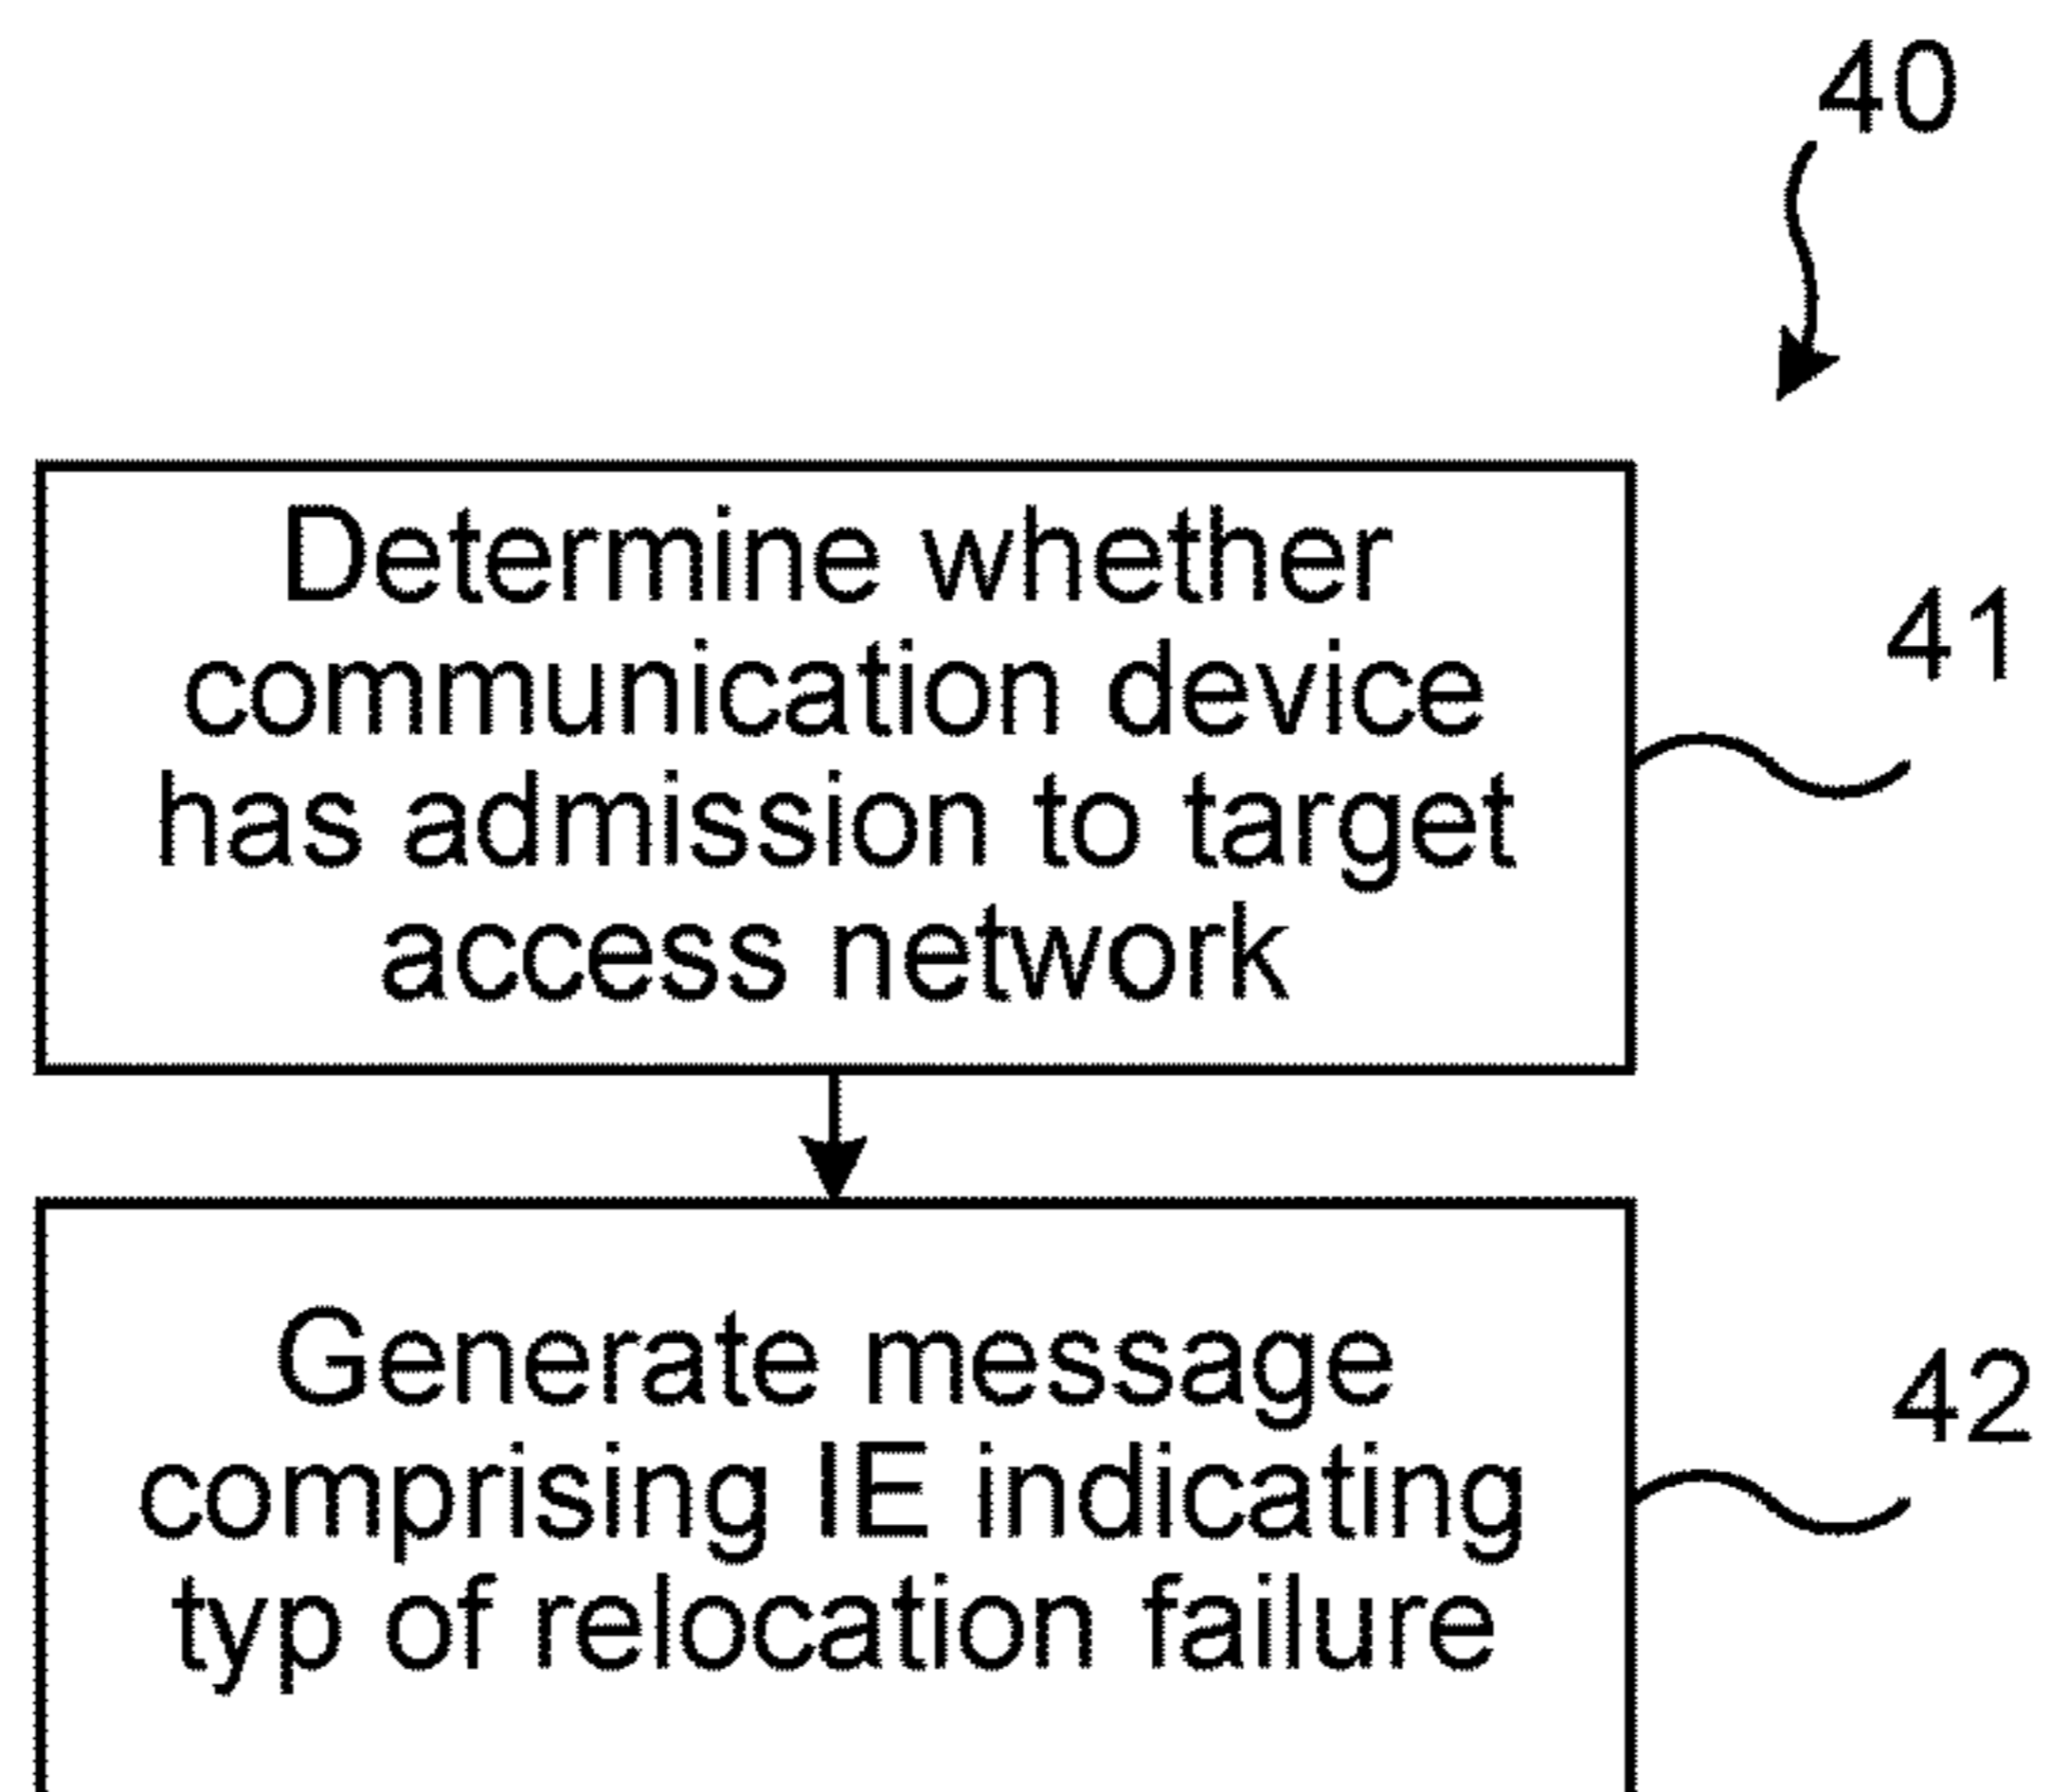 40
Determine whether
communication device
has admission to target
access network
41
Generate message
comprising IE indicating
typ of relocation failure
42